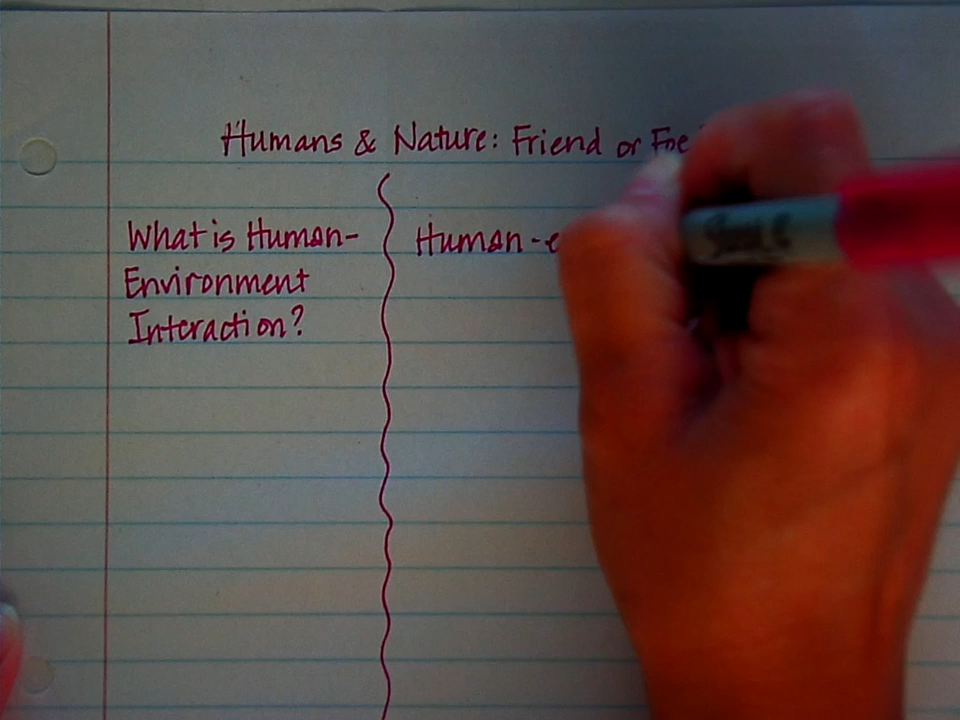 Humans & Nature: Friend or Foe
What is Human-
Environment
Interaction?
Human-e